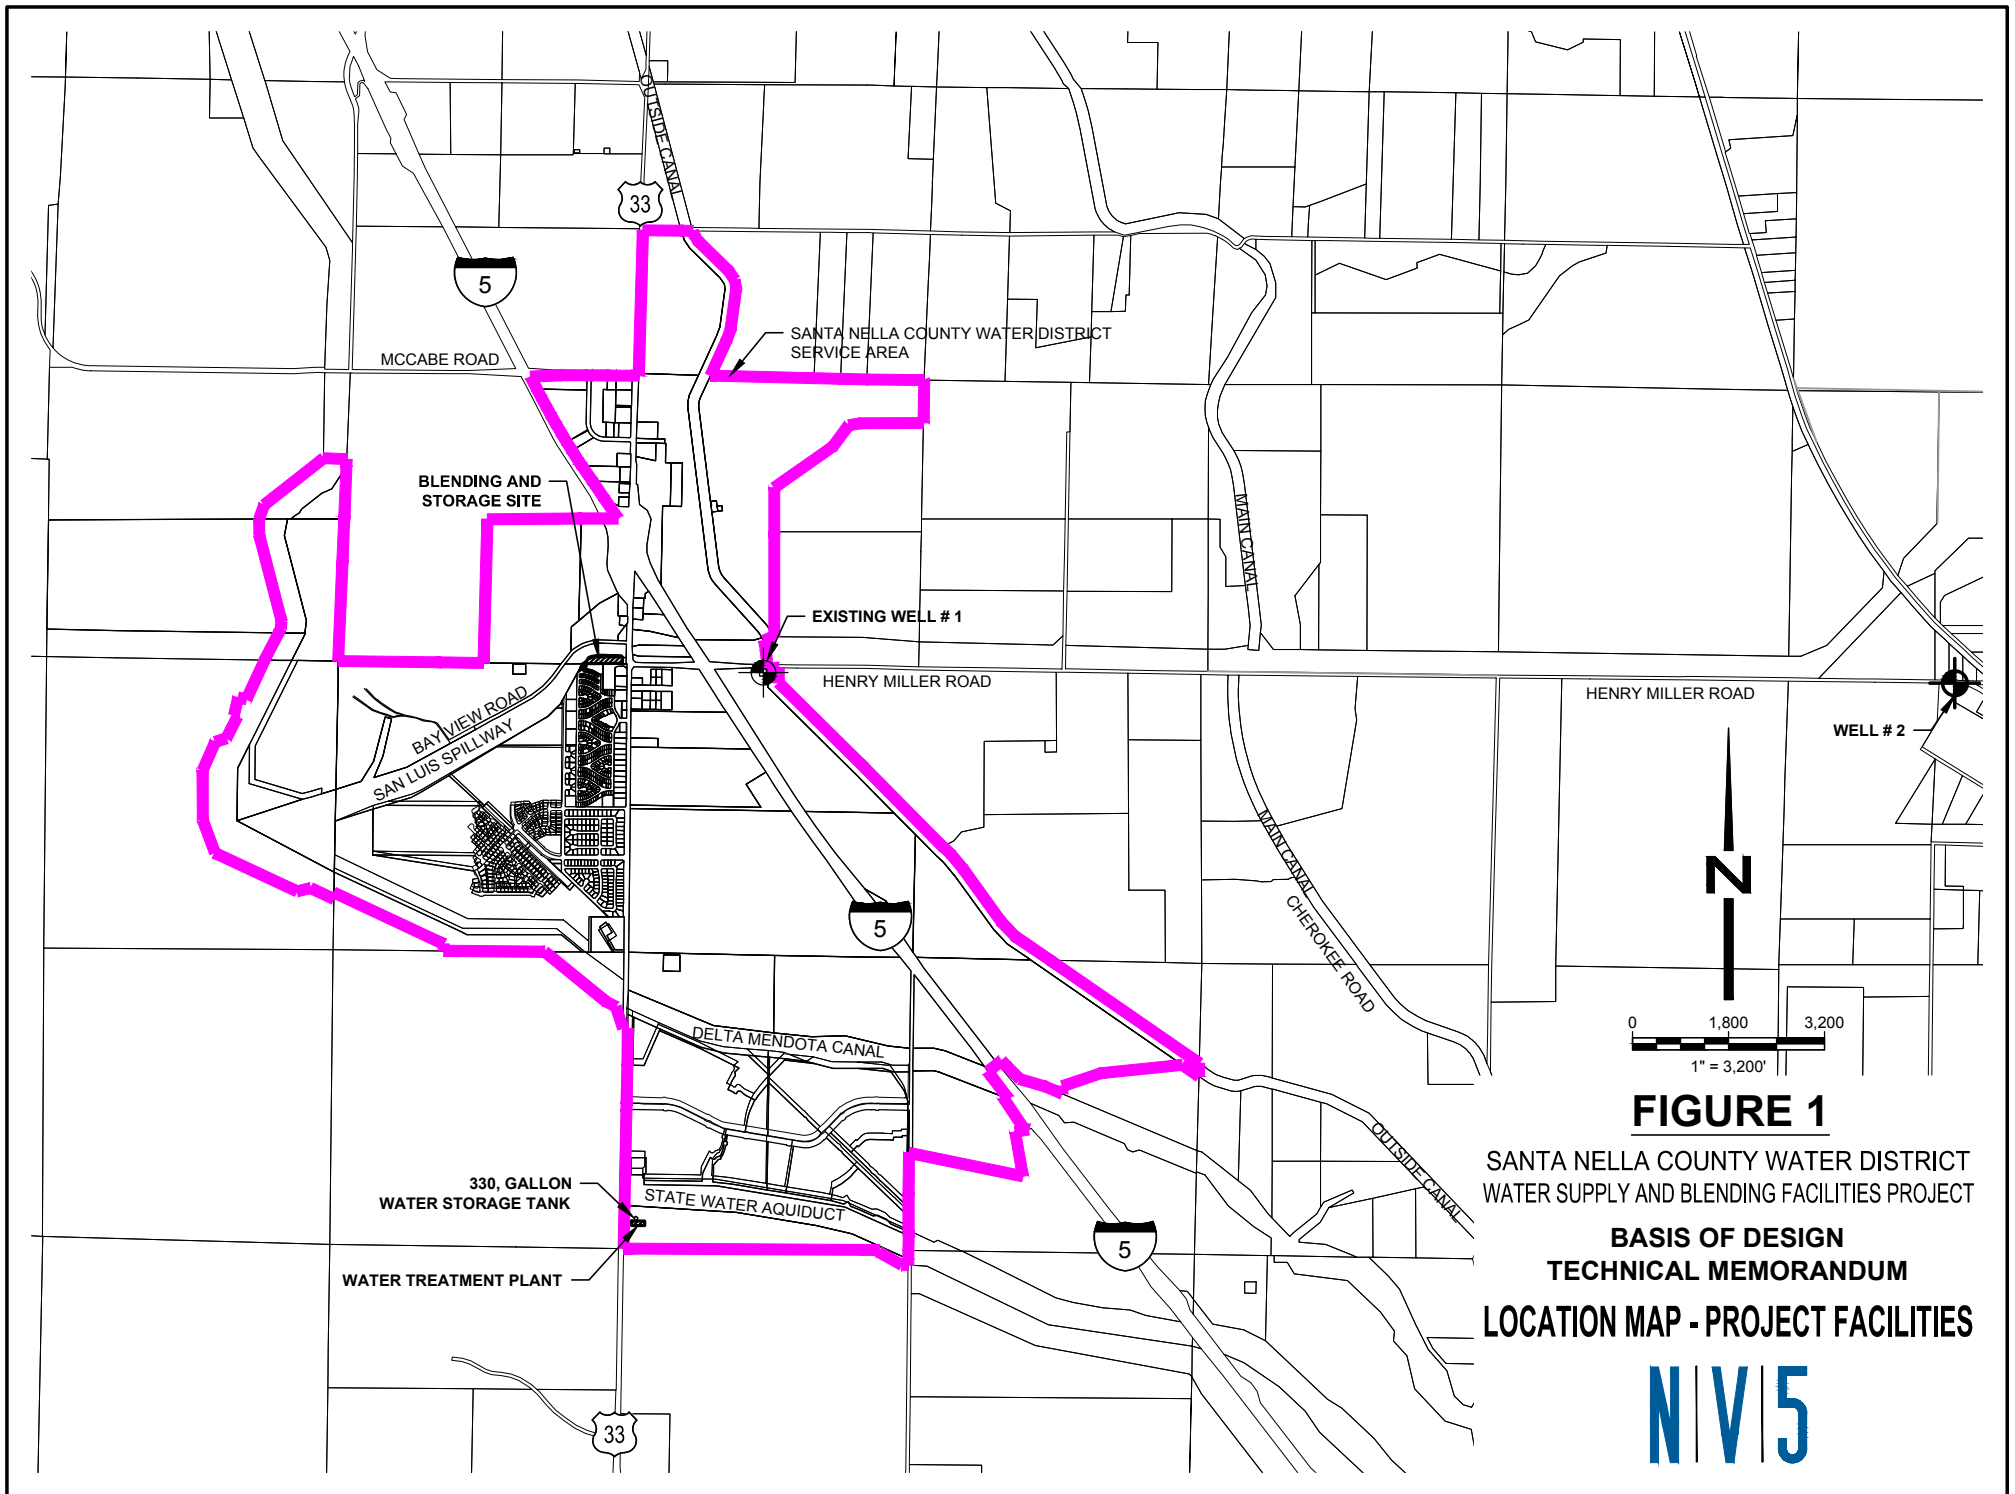 OUTSIDE CANAL
33
5
SANTA NELLA COUNTY WATER DISTRICT
SERVICE AREA
MCCABE ROAD
BLENDING AND
STORAGE SITE
MAIN CANAL
EXISTING WELL # 1
HENRY MILLER ROAD
HENRY MILLER ROAD
WELL # 2
BAY VIEW ROAD
SAN LUIS SPILLWAY
MAIN CANAL
CHEROKEE ROAD
5
N
0 1,800 3,200
1" = 3,200'
DELTA MENDOTA CANAL
OUTSIDE CANAL
330, GALLON
WATER STORAGE TANK
STATE WATER AQUIDUCT
WATER TREATMENT PLANT
5
33
FIGURE 1
SANTA NELLA COUNTY WATER DISTRICT
WATER SUPPLY AND BLENDING FACILITIES PROJECT
BASIS OF DESIGN
TECHNICAL MEMORANDUM
LOCATION MAP - PROJECT FACILITIES
N|V|5